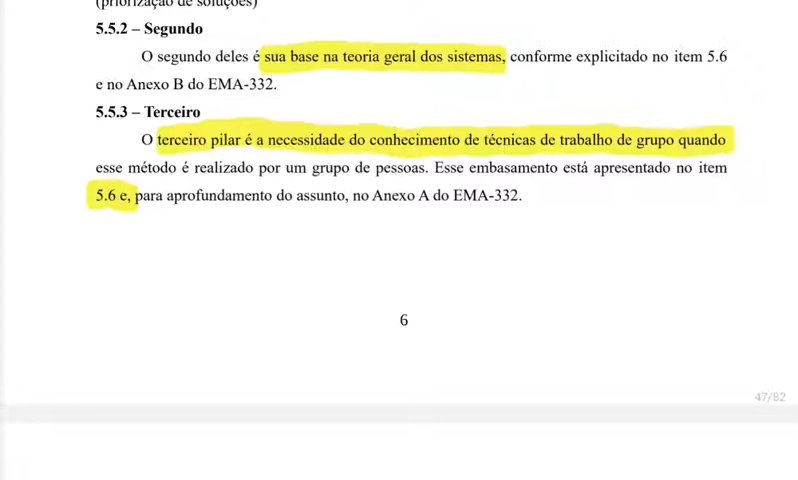 (priorização de soluções)
5.5.2 – Segundo
O segundo deles é sua base na teoria geral dos sistemas, conforme explicitado no item 5.6
e no Anexo B do EMA-332.
5.5.3 – Terceiro
O terceiro pilar é a necessidade do conhecimento de técnicas de trabalho de grupo quando
esse método é realizado por um grupo de pessoas. Esse embasamento está apresentado no item
5.6 e, para aprofundamento do assunto, no Anexo A do EMA-332.
6
47/82